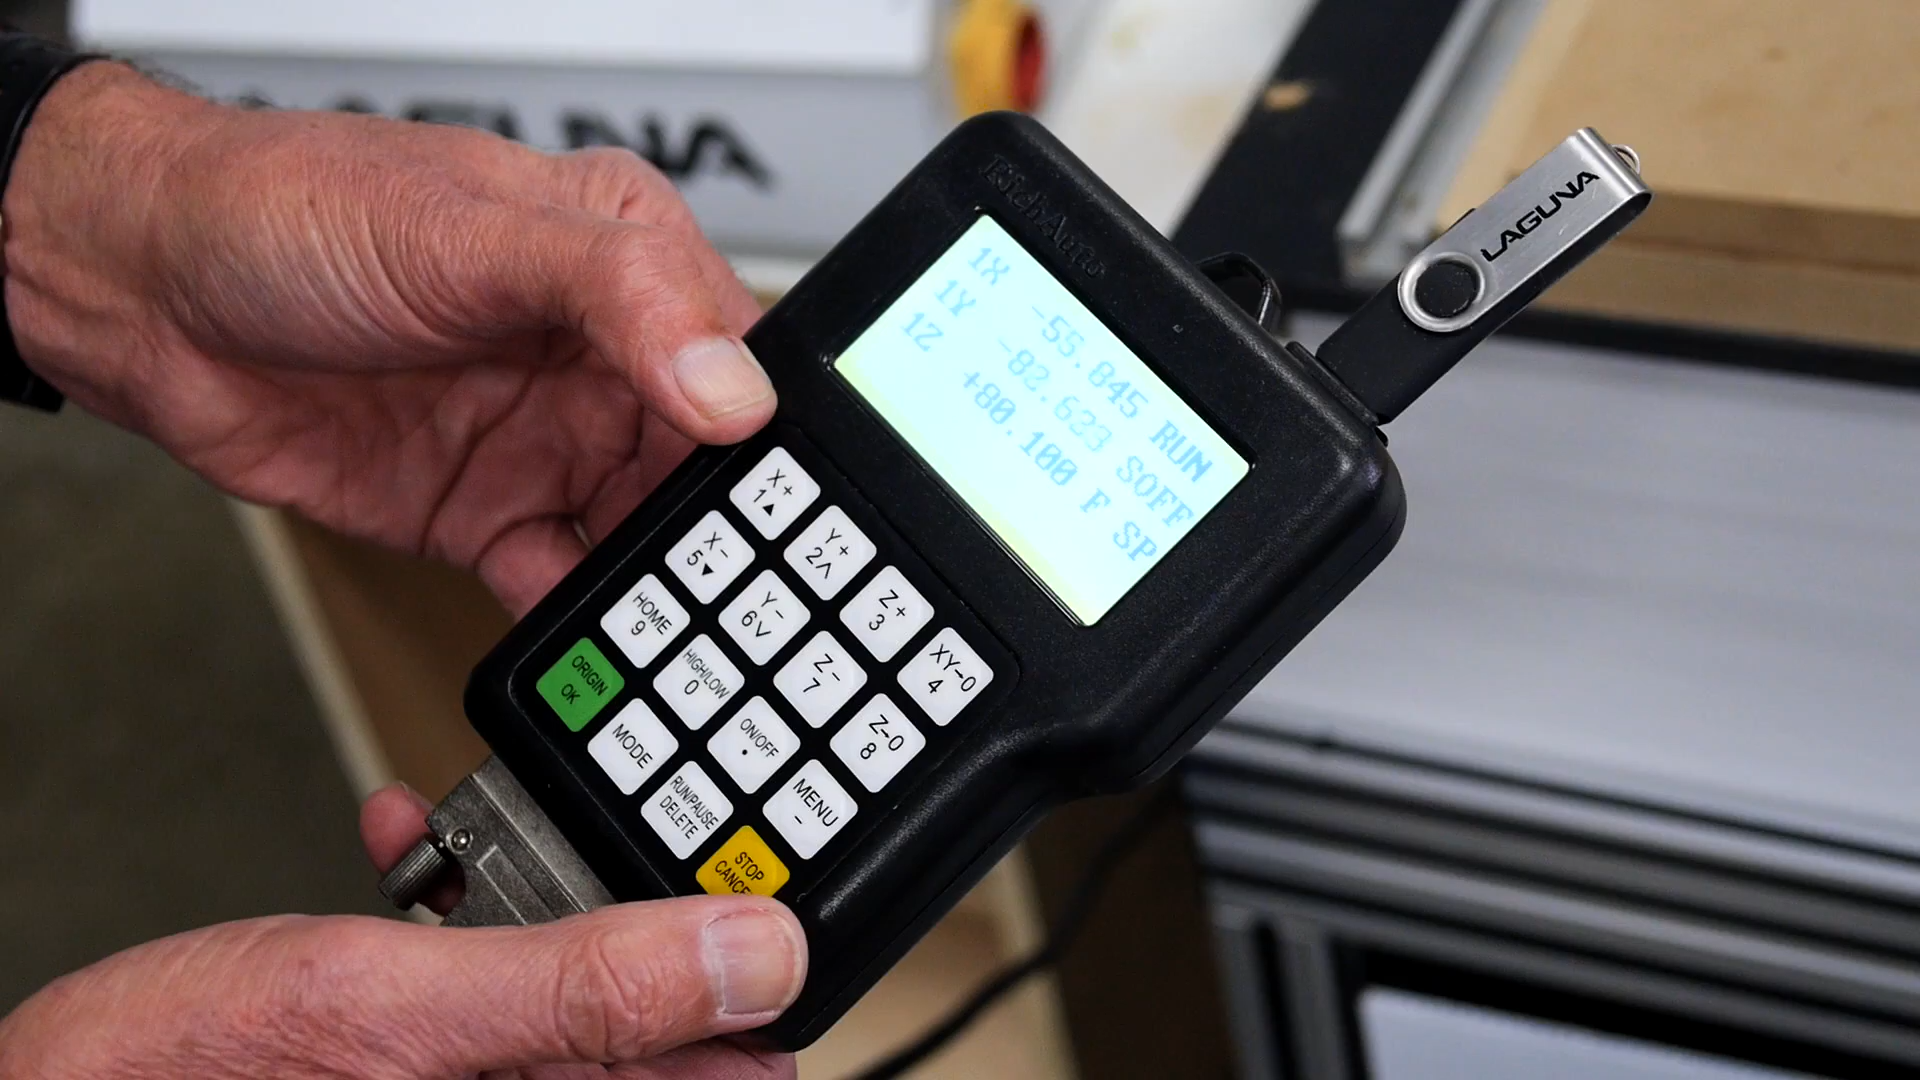 LAGUNA
RichAuto
LAGUNA
1X -55.845 RUN
1Y -82.623 SOFF
1Z +80.100 F SP
X+
1▲
Y+
2∧
Z+
3
XY→0
4
X-
5▼
Y-
6∨
Z-
7
Z→0
8
HOME
9
HIGH/LOW
0
ON/OFF
•
MENU
-
ORIGIN
OK
MODE
RUN/PAUSE
DELETE
STOP
CANCEL